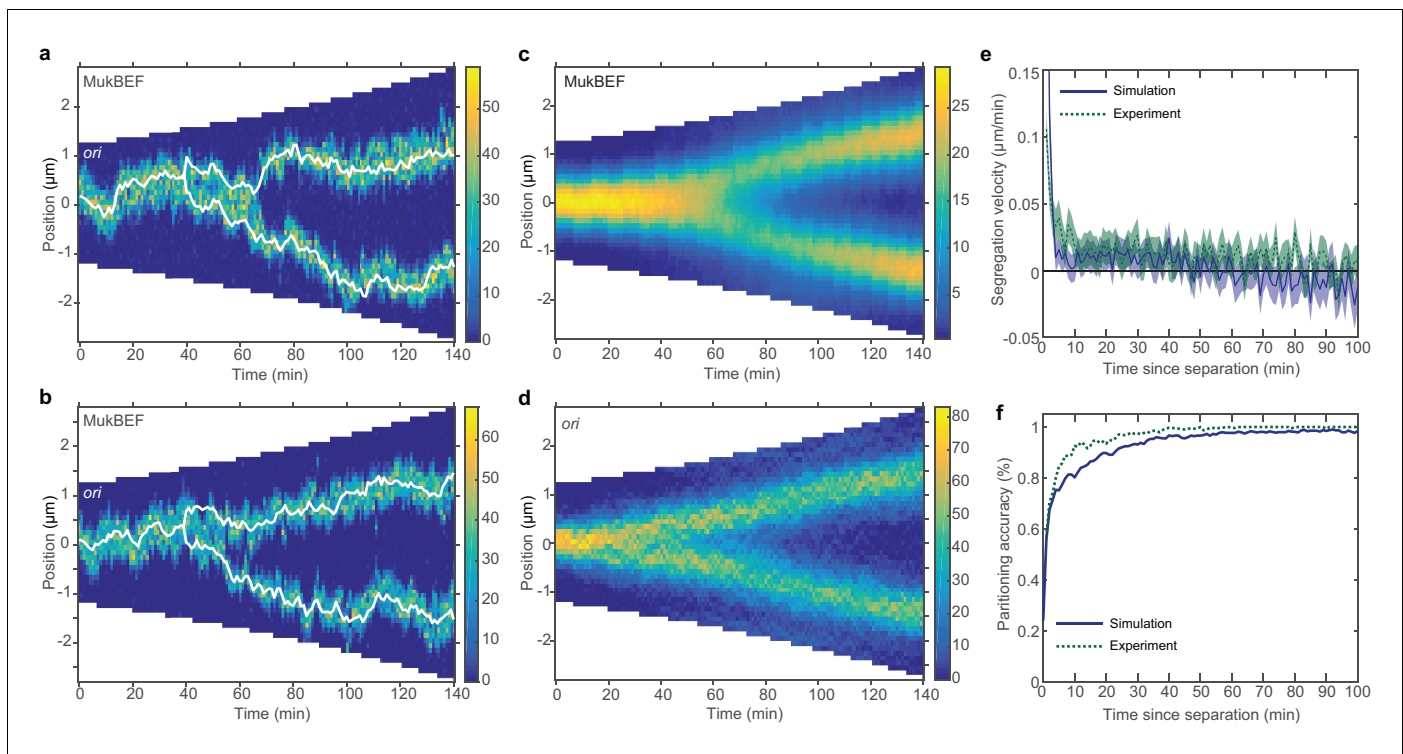 a
MukBEF
ori
Position (µm)
2
1
0
-1
-2
0 20 40 60 80 100 120 140
Time (min)
50
40
30
20
10
0
b
MukBEF
ori
Position (µm)
2
1
0
-1
-2
0 20 40 60 80 100 120 140
Time (min)
60
50
40
30
20
10
0
c
MukBEF
2
1
0
-1
-2
0 20 40 60 80 100 120 140
Time (min)
25
20
15
10
5
d
ori
2
1
0
-1
-2
0 20 40 60 80 100 120 140
Time (min)
80
70
60
50
40
30
20
10
0
e
Simulation
Experiment
Segregation velocity (µm/min)
0.15
0.1
0.05
0
-0.05
0 10 20 30 40 50 60 70 80 90 100
Time since separation (min)
f
Simulation
Experiment
Paritioning accuracy (%)
1
0.8
0.6
0.4
0.2
0
0 10 20 30 40 50 60 70 80 90 100
Time since separation (min)